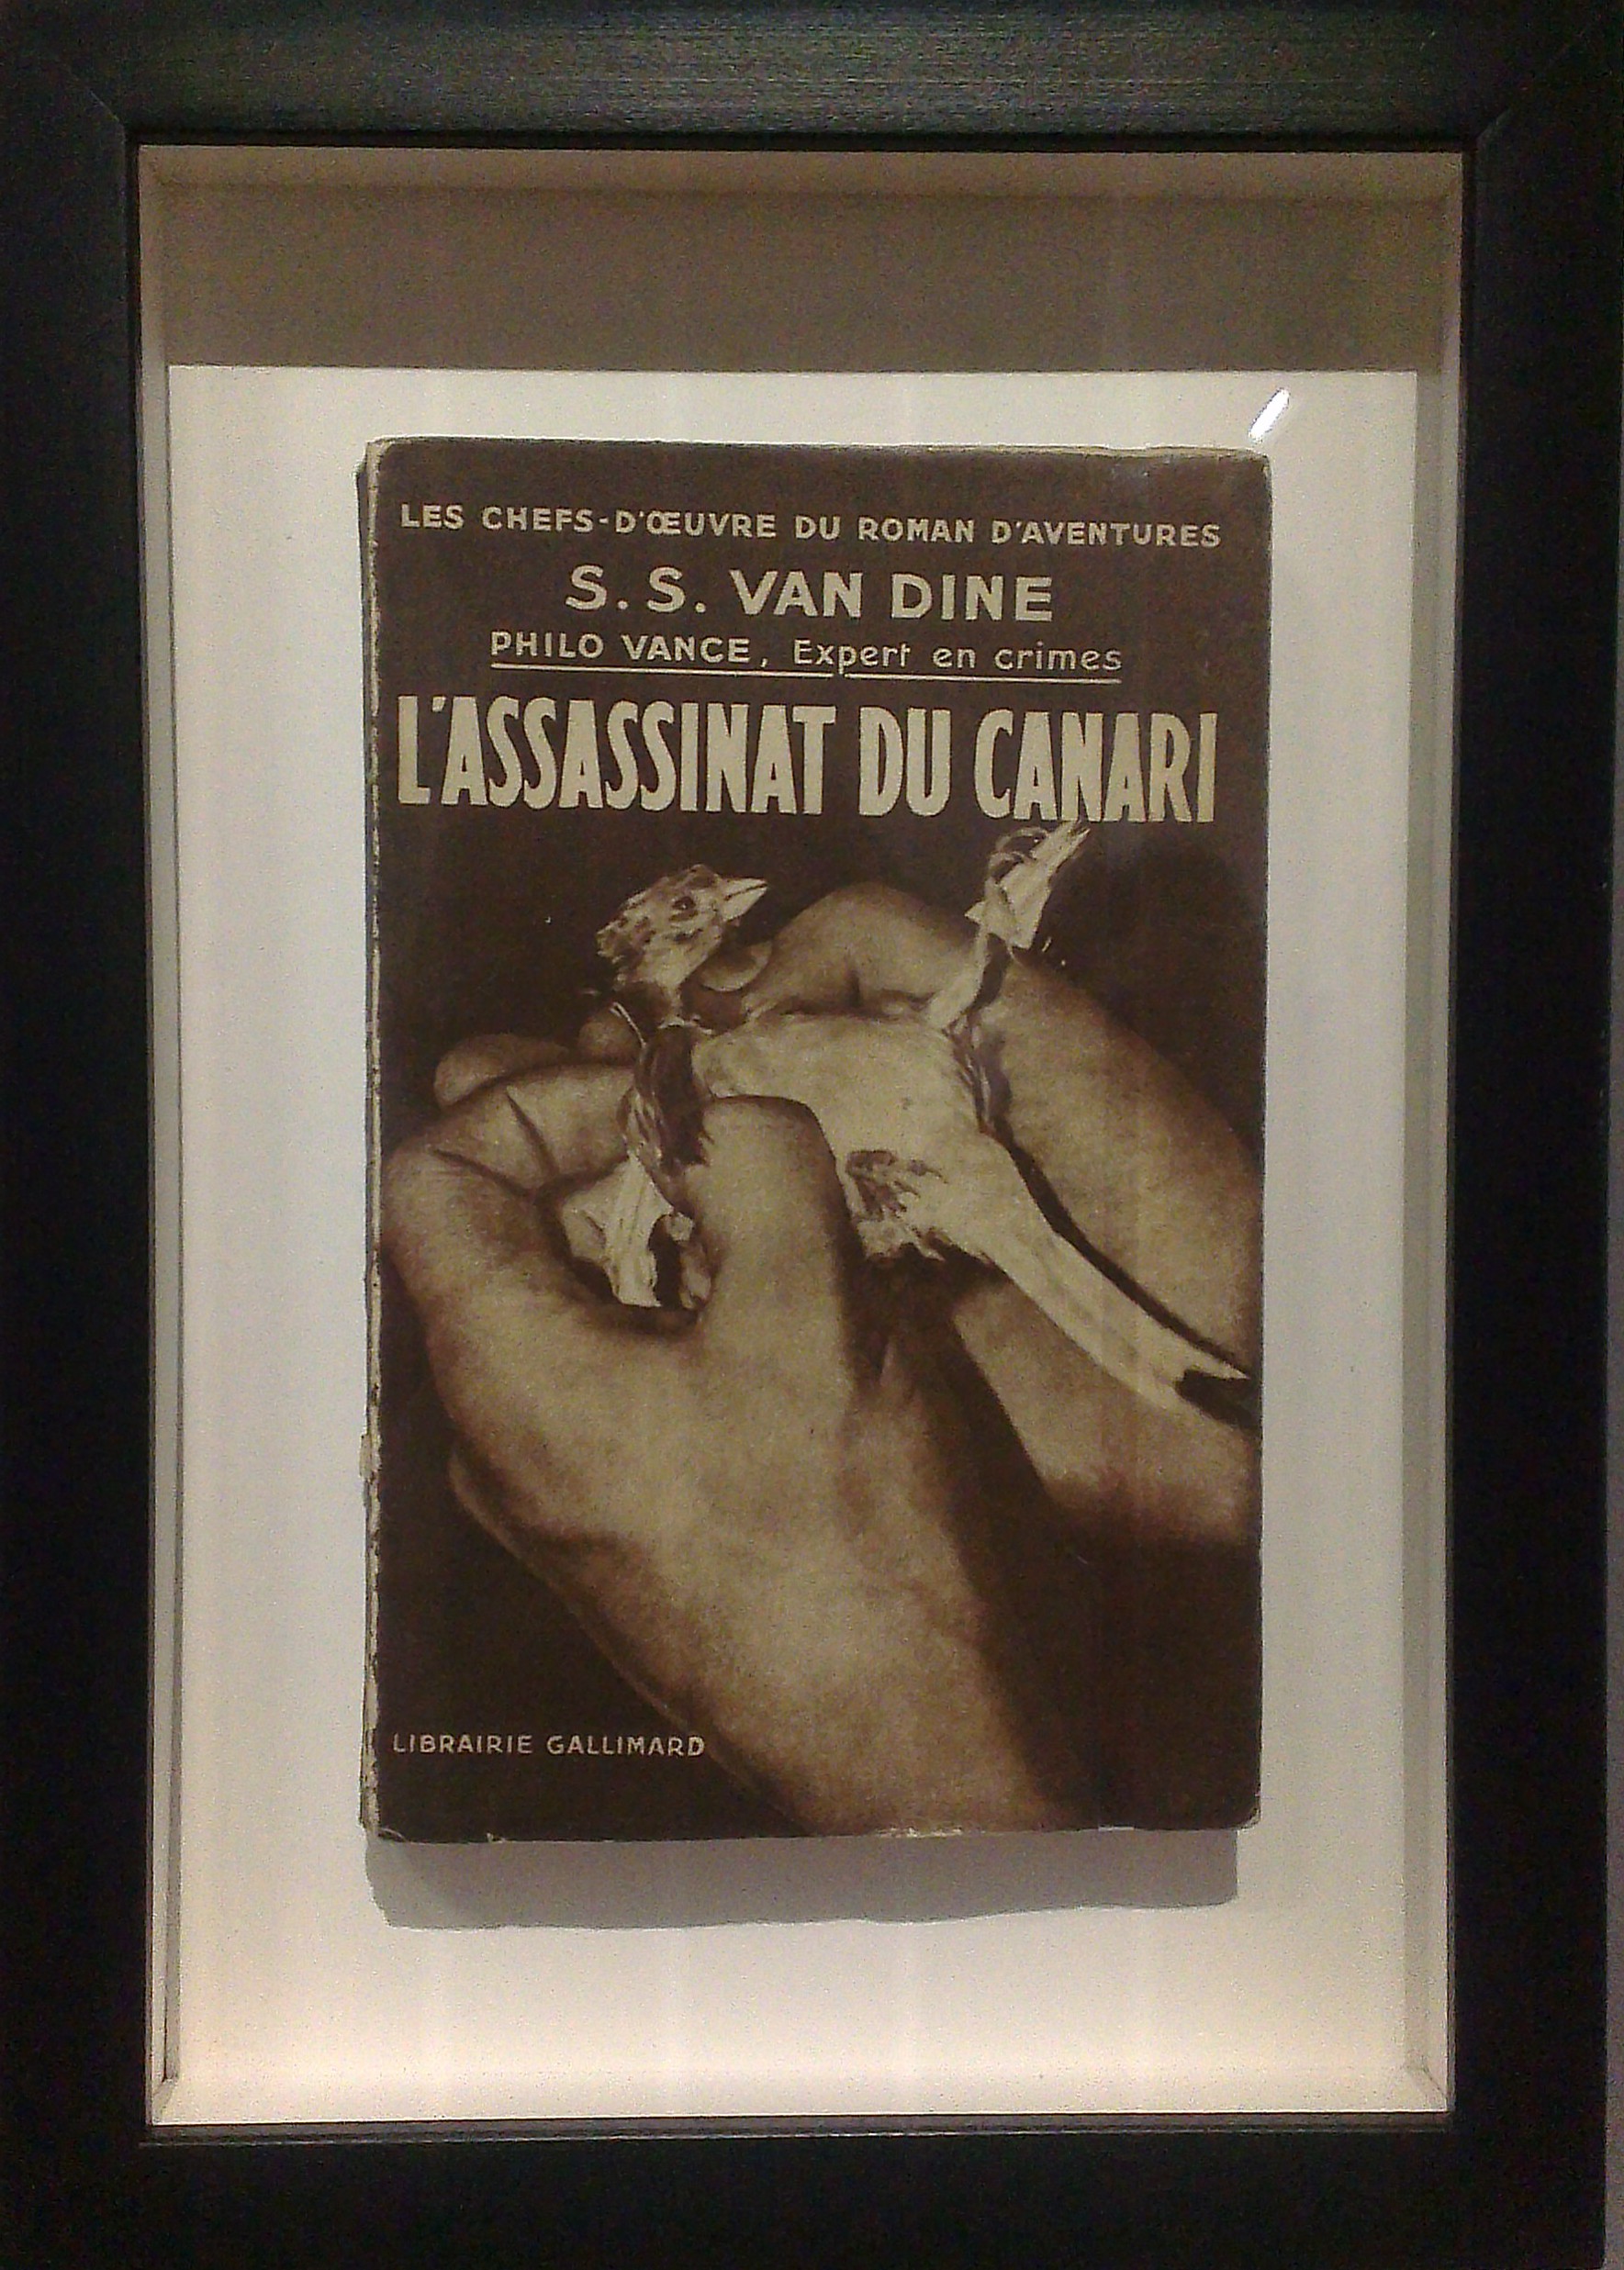 LES CHEFS-D'ŒUVRE DU ROMAN D'AVENTURES
S. S. VAN DINE
PHILO VANCE, Expert en crimes
L'ASSASSINAT DU CANARI
LIBRAIRIE GALLIMARD